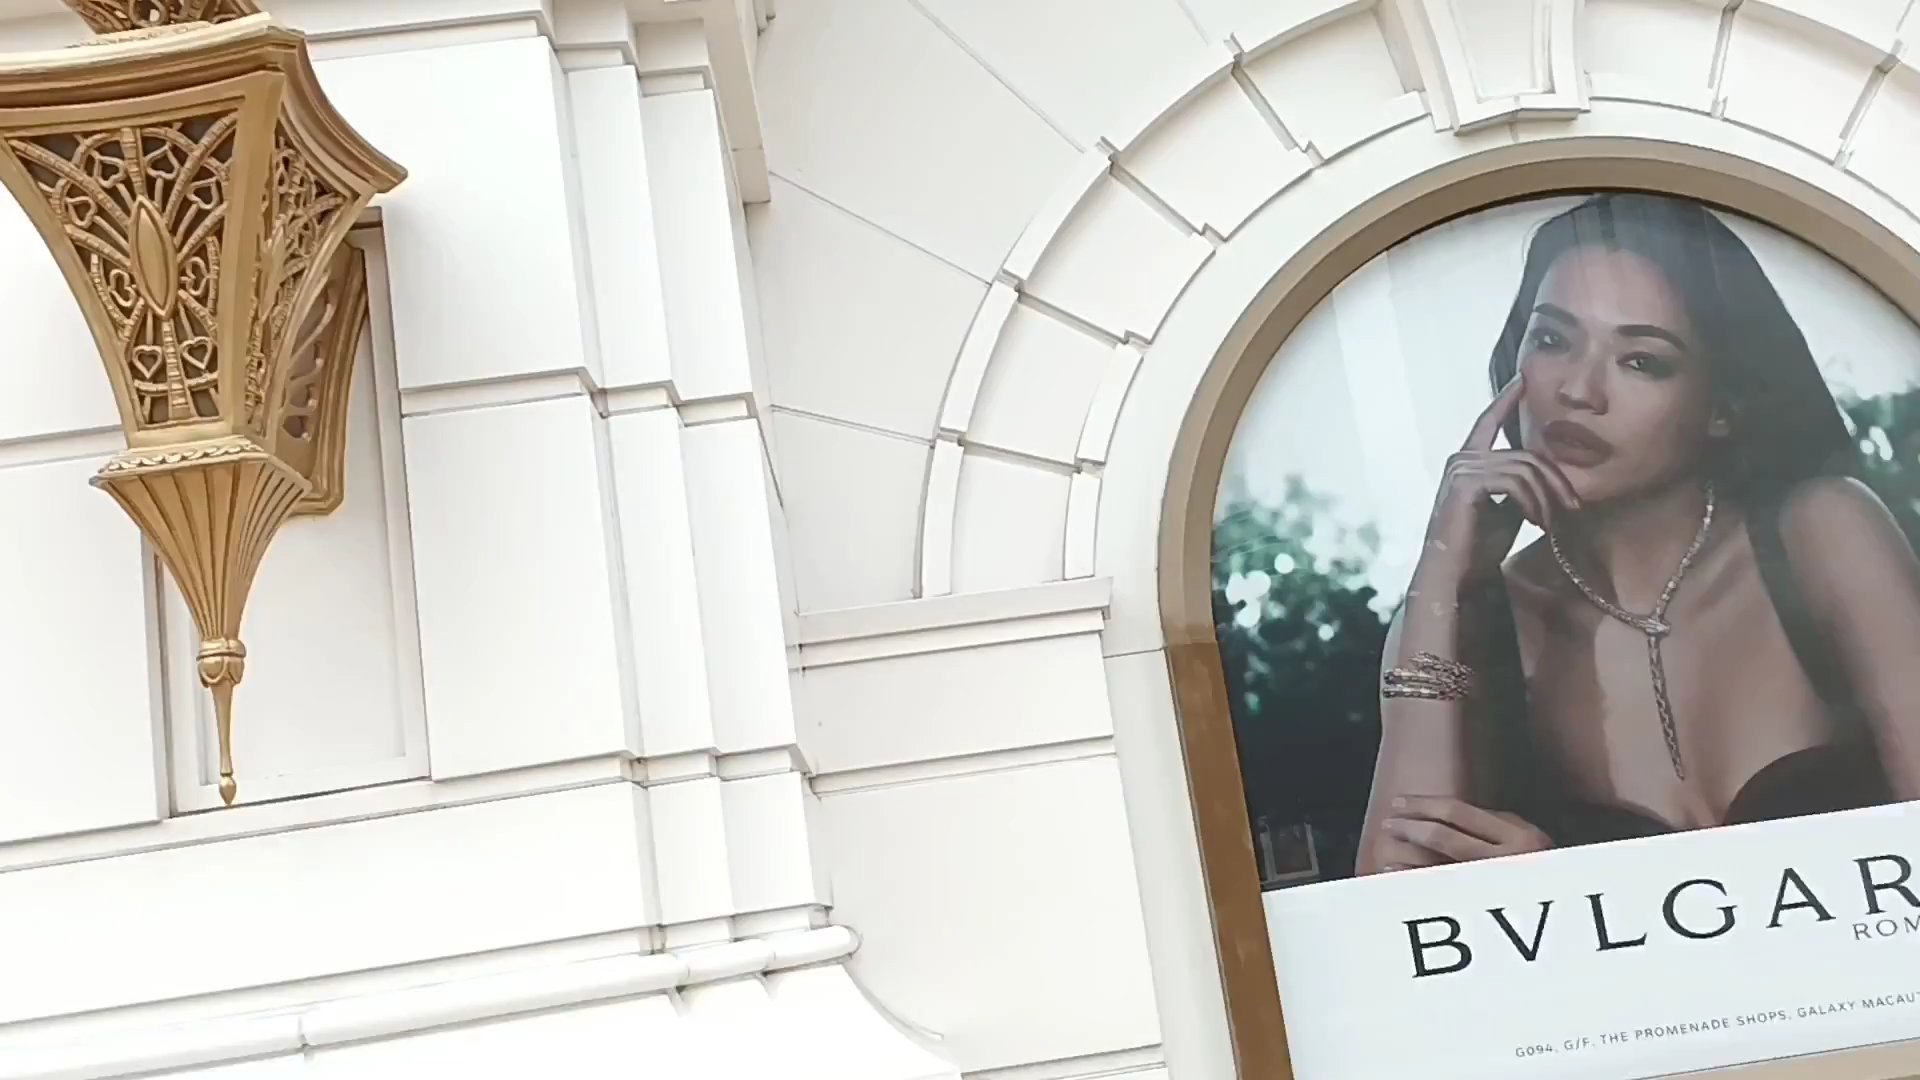 BVLGAR
ROM
G094, G/F, THE PROMENADE SHOPS, GALAXY MACAU